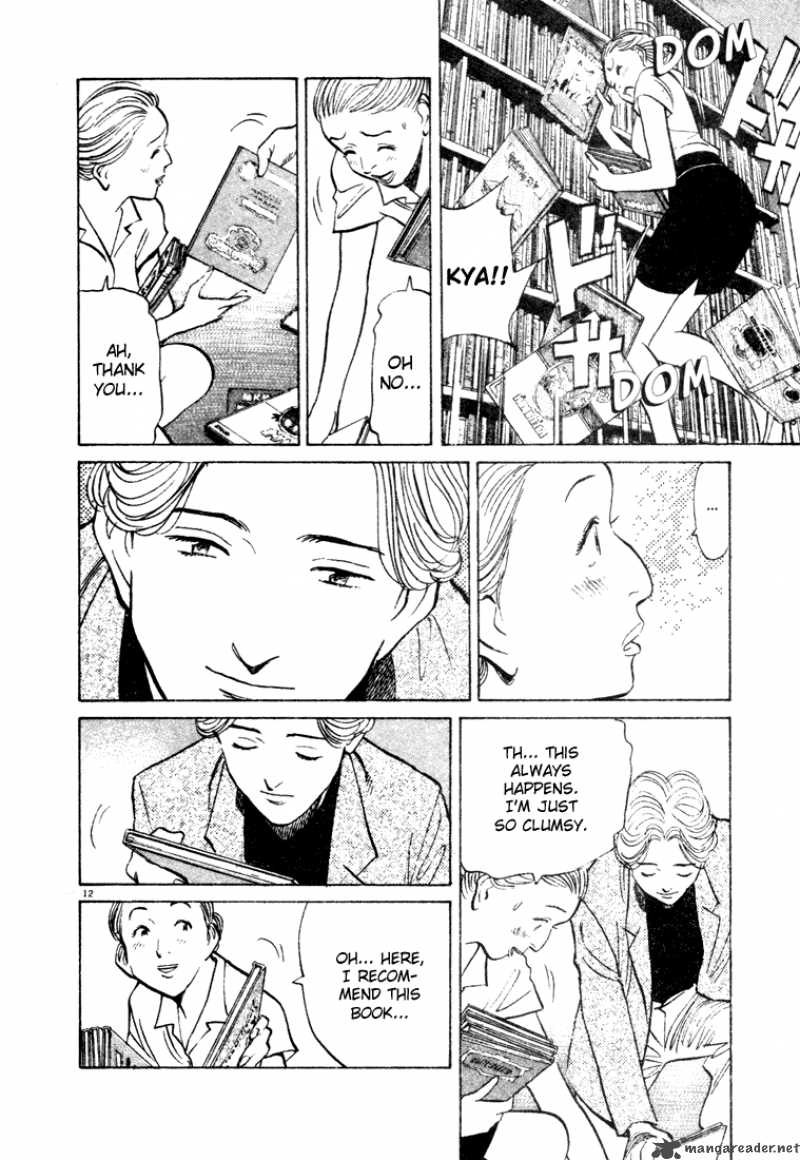 DOM
ドサ
KYA!!
ドサ
DOM
OH
NO...
AH,
THANK
YOU...
...
TH... THIS
ALWAYS
HAPPENS.
I'M JUST
SO CLUMSY.
12
OH... HERE,
I RECOM-
MEND THIS
BOOK...
mangareader.net